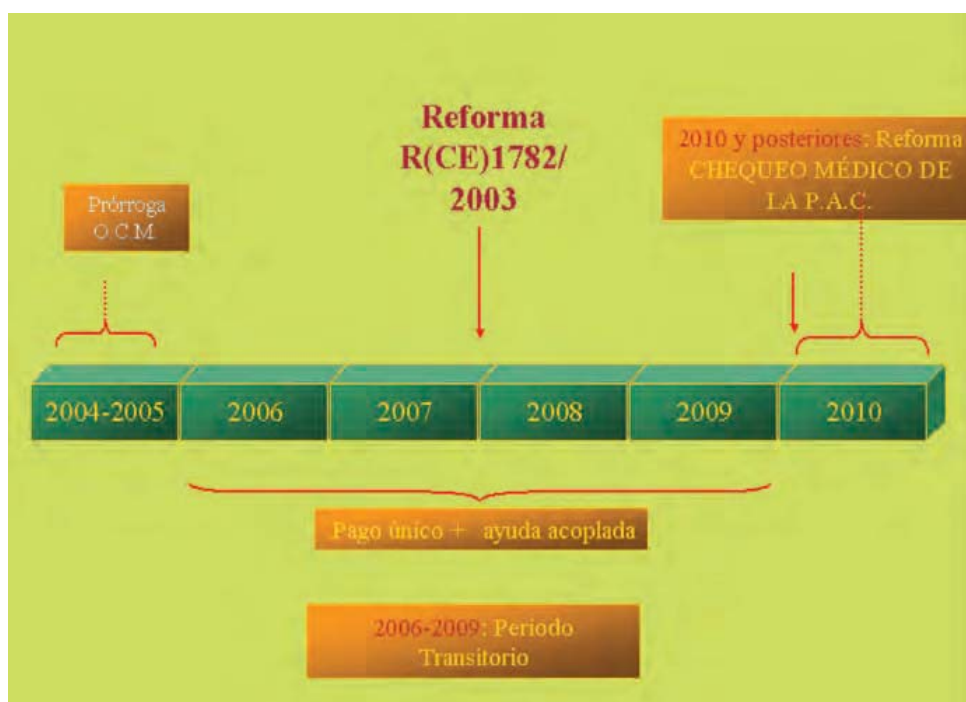 Reforma
R(CE)1782/
2003
2010 y posteriores: Reforma
CHEQUEO MÉDICO DE
LA P.A.C.
Prórroga
O.C.M.
2004-2005
2006
2007
2008
2009
2010
Pago único + ayuda acoplada
2006-2009: Periodo
Transitorio